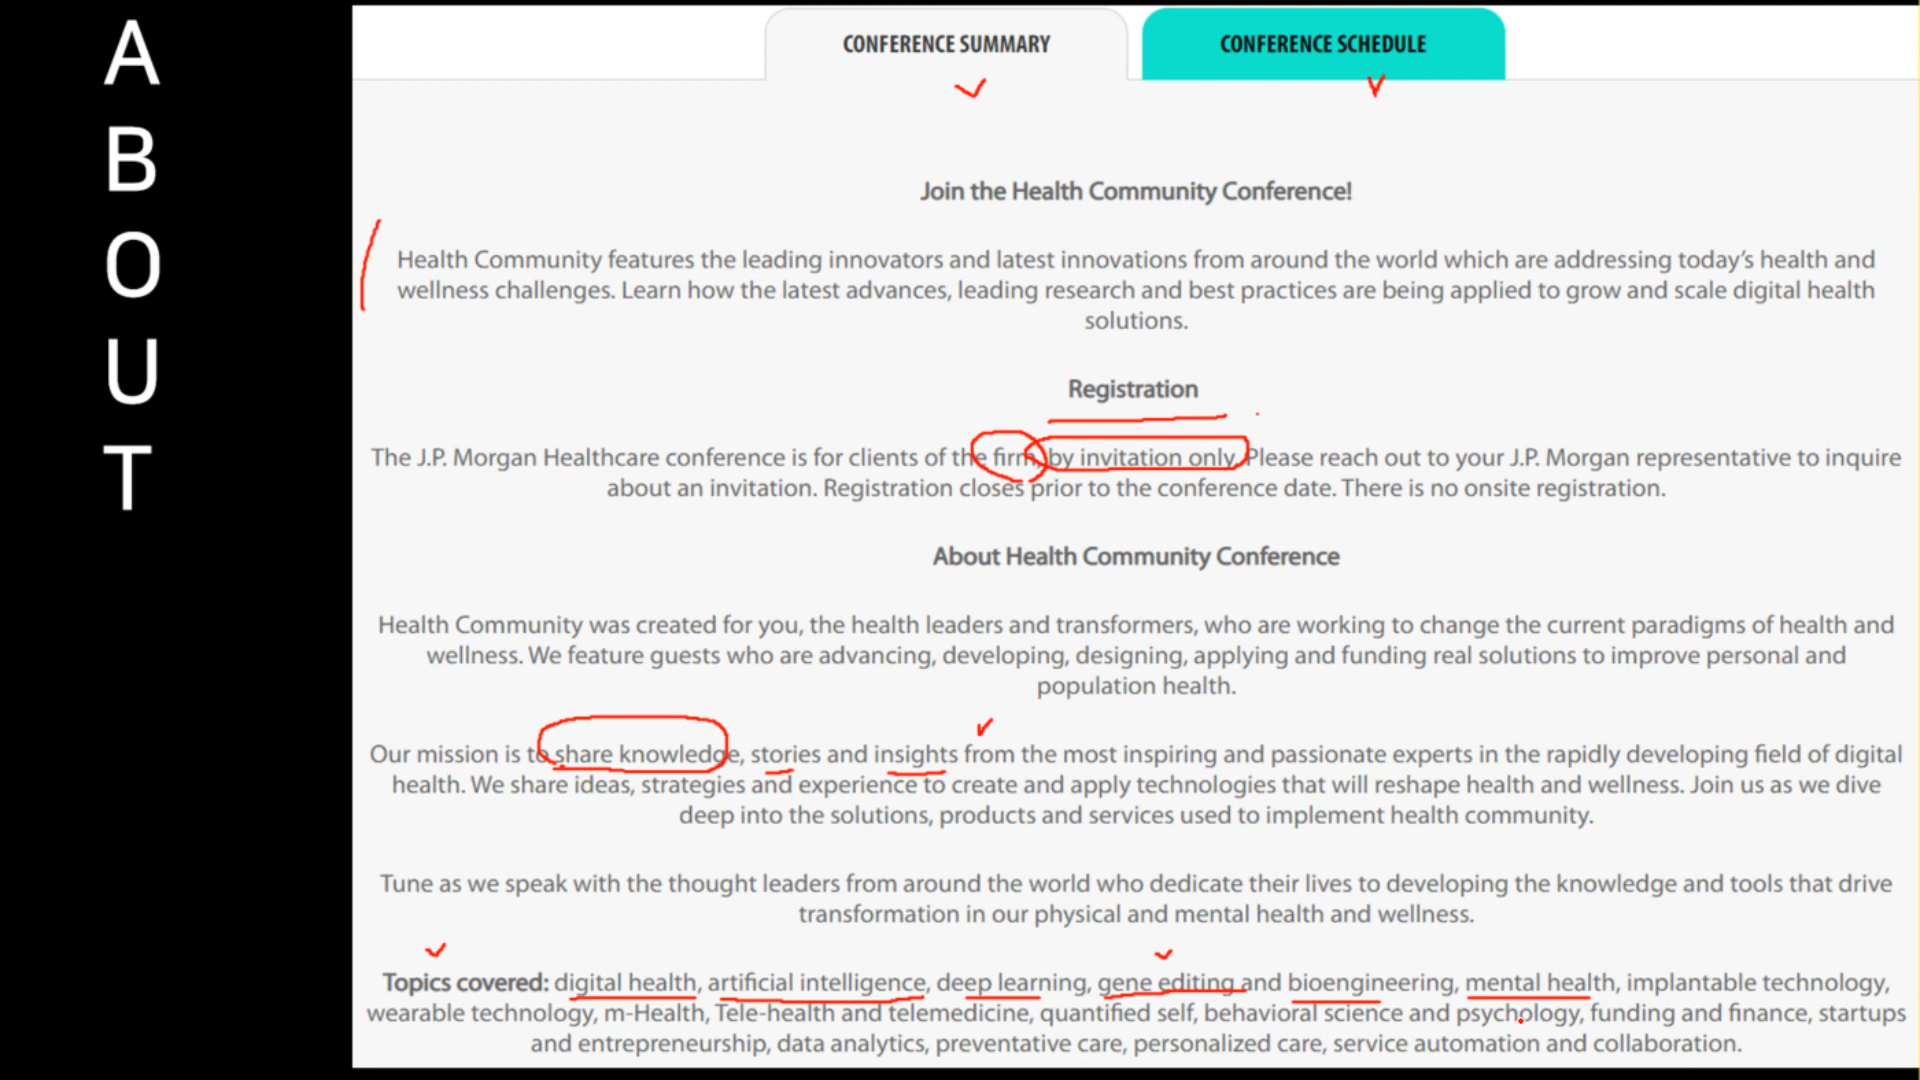 A
B
O
U
T
CONFERENCE SUMMARY
CONFERENCE SCHEDULE
Join the Health Community Conference!
Health Community features the leading innovators and latest innovations from around the world which are addressing today's health and
wellness challenges. Learn how the latest advances, leading research and best practices are being applied to grow and scale digital health
solutions.
Registration
The J.P. Morgan Healthcare conference is for clients of the firm, by invitation only. Please reach out to your J.P. Morgan representative to inquire
about an invitation. Registration closes prior to the conference date. There is no onsite registration.
About Health Community Conference
Health Community was created for you, the health leaders and transformers, who are working to change the current paradigms of health and
wellness. We feature guests who are advancing, developing, designing, applying and funding real solutions to improve personal and
population health.
Our mission is to share knowledge, stories and insights from the most inspiring and passionate experts in the rapidly developing field of digital
health. We share ideas, strategies and experience to create and apply technologies that will reshape health and wellness. Join us as we dive
deep into the solutions, products and services used to implement health community.
Tune as we speak with the thought leaders from around the world who dedicate their lives to developing the knowledge and tools that drive
transformation in our physical and mental health and wellness.
Topics covered: digital health, artificial intelligence, deep learning, gene editing and bioengineering, mental health, implantable technology,
wearable technology, m-Health, Tele-health and telemedicine, quantified self, behavioral science and psychology, funding and finance, startups
and entrepreneurship, data analytics, preventative care, personalized care, service automation and collaboration.